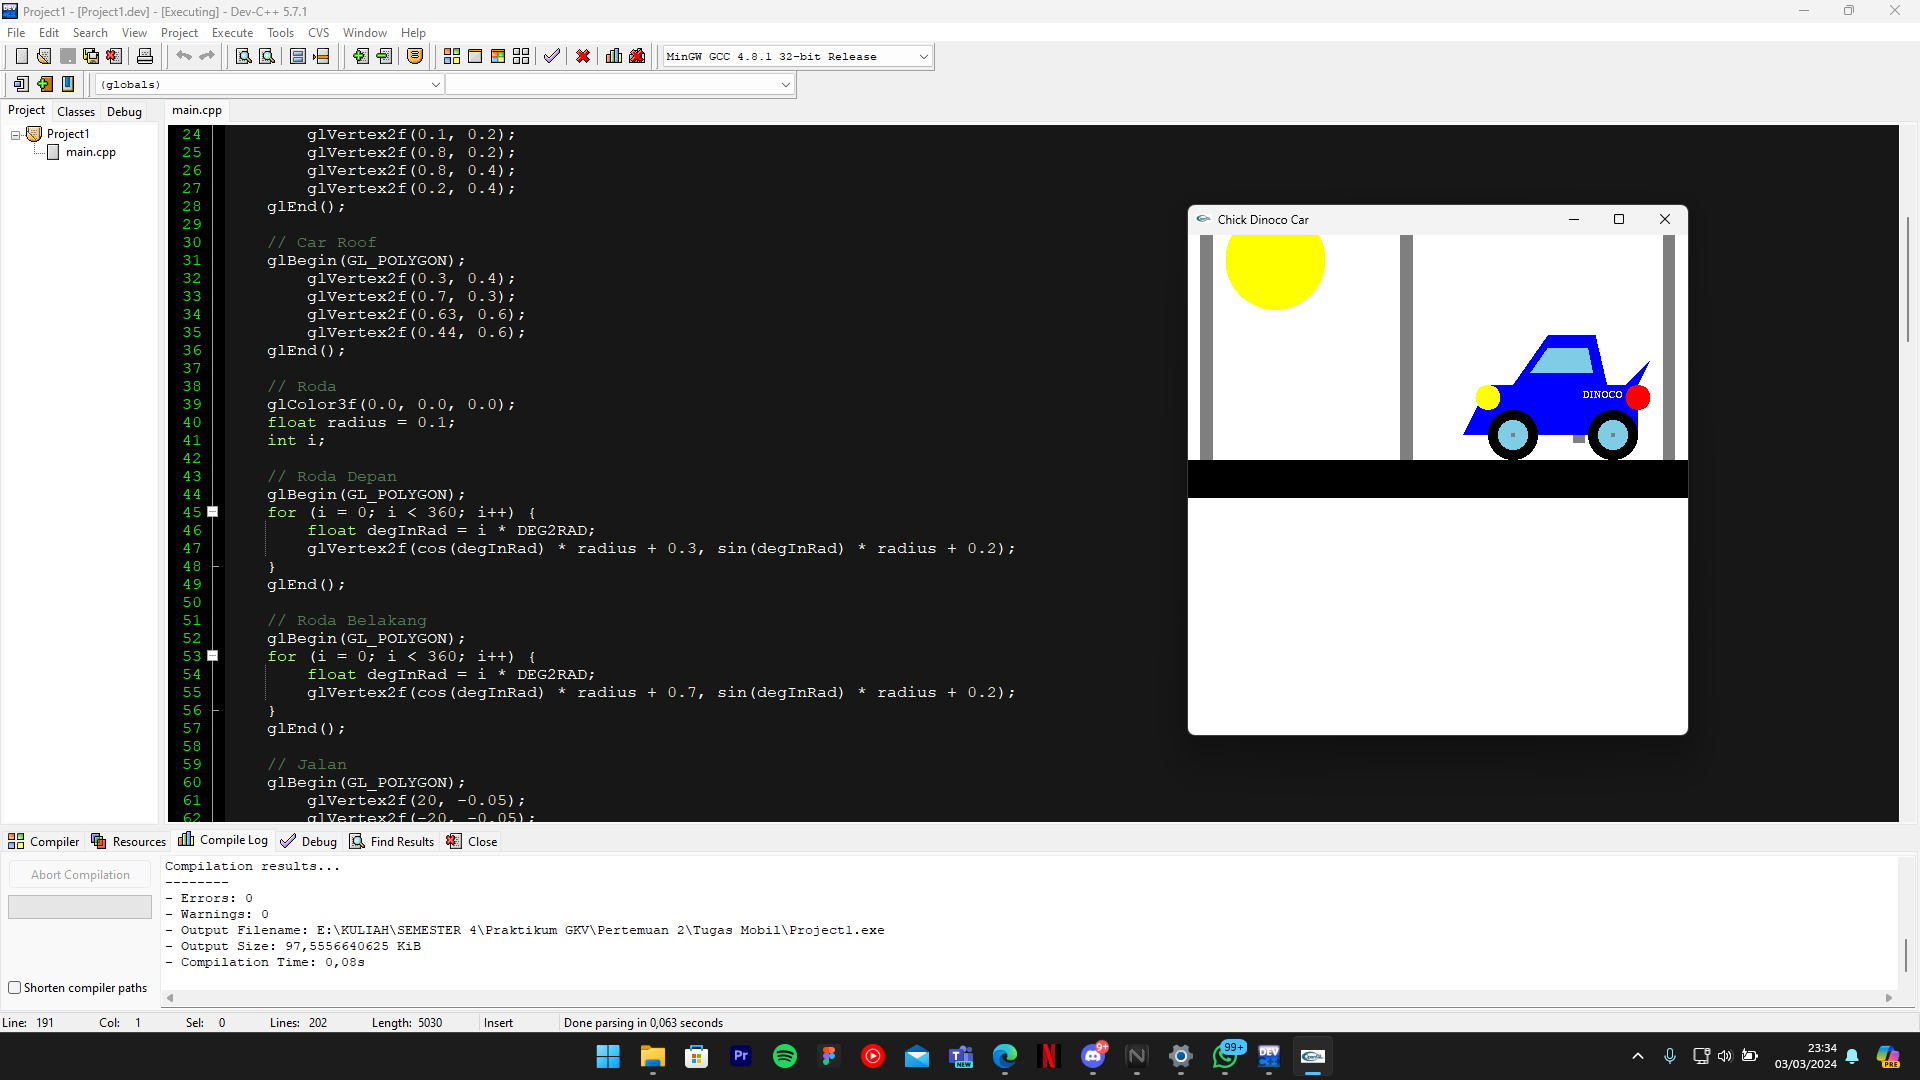 Project1 - [Project1.dev] - [Executing] - Dev-C++ 5.7.1
File Edit Search View Project Execute Tools CVS Window Help
MinGW GCC 4.8.1 32-bit Release
(globals)
Project Classes Debug
main.cpp
Project1
main.cpp
24 glVertex2f(0.1, 0.2);
25 glVertex2f(0.8, 0.2);
26 glVertex2f(0.8, 0.4);
27 glVertex2f(0.2, 0.4);
28 glEnd();
29
30 // Car Roof
31 glBegin(GL_POLYGON);
32 glVertex2f(0.3, 0.4);
33 glVertex2f(0.7, 0.3);
34 glVertex2f(0.63, 0.6);
35 glVertex2f(0.44, 0.6);
36 glEnd();
37
38 // Roda
39 glColor3f(0.0, 0.0, 0.0);
40 float radius = 0.1;
41 int i;
42
43 // Roda Depan
44 glBegin(GL_POLYGON);
45 for (i = 0; i < 360; i++) {
46 float degInRad = i * DEG2RAD;
47 glVertex2f(cos(degInRad) * radius + 0.3, sin(degInRad) * radius + 0.2);
48 }
49 glEnd();
50
51 // Roda Belakang
52 glBegin(GL_POLYGON);
53 for (i = 0; i < 360; i++) {
54 float degInRad = i * DEG2RAD;
55 glVertex2f(cos(degInRad) * radius + 0.7, sin(degInRad) * radius + 0.2);
56 }
57 glEnd();
58
59 // Jalan
60 glBegin(GL_POLYGON);
61 glVertex2f(20, -0.05);
62 glVertex2f(-20, -0.05);
Chick Dinoco Car
DINOCO
Compiler Resources Compile Log Debug Find Results Close
Abort Compilation
Shorten compiler paths
Compilation results...
--------
- Errors: 0
- Warnings: 0
- Output Filename: E:\KULIAH\SEMESTER 4\Praktikum GKV\Pertemuan 2\Tugas Mobil\Project1.exe
- Output Size: 97,5556640625 KiB
- Compilation Time: 0,08s
Line: 191 Col: 1 Sel: 0 Lines: 202 Length: 5030 Insert Done parsing in 0,063 seconds
Pr
NEW
9+
99+
DEV
23:34
03/03/2024
PRE